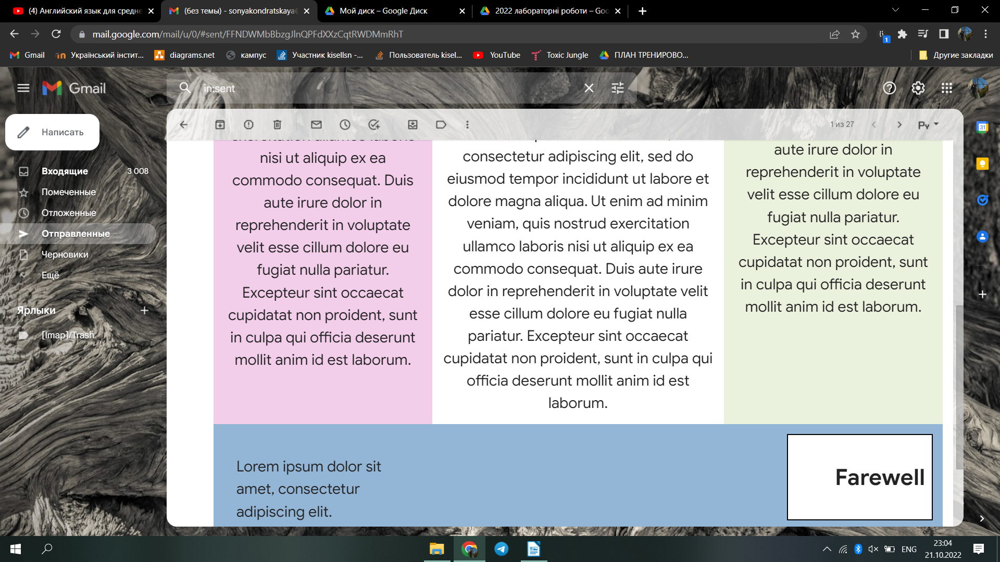 (4) Английский язык для средне
(без темы) - sonyakondratskaya@
Мой диск – Google Диск
2022 лабораторні роботи – Goo
mail.google.com/mail/u/0/#sent/FFNDWMbBbzgJlnQPFdXXzCqtRWDMmRhT
1
Gmail
Український інстит...
diagrams.net
кампус
Участник kisellsn -...
Пользователь kisel...
YouTube
Toxic Jungle
ПЛАН ТРЕНИРОВО...
Другие закладки
Gmail
in:sent
Написать
1 из 27
Ру
31
Входящие 3 008
Помеченные
Отложенные
Отправленные
Черновики
Ещё
Ярлыки
[Imap]/Trash
nisi ut aliquip ex ea
commodo consequat. Duis
aute irure dolor in
reprehenderit in voluptate
velit esse cillum dolore eu
fugiat nulla pariatur.
Excepteur sint occaecat
cupidatat non proident, sunt
in culpa qui officia deserunt
mollit anim id est laborum.
consectetur adipiscing elit, sed do
eiusmod tempor incididunt ut labore et
dolore magna aliqua. Ut enim ad minim
veniam, quis nostrud exercitation
ullamco laboris nisi ut aliquip ex ea
commodo consequat. Duis aute irure
dolor in reprehenderit in voluptate velit
esse cillum dolore eu fugiat nulla
pariatur. Excepteur sint occaecat
cupidatat non proident, sunt in culpa qui
officia deserunt mollit anim id est
laborum.
aute irure dolor in
reprehenderit in voluptate
velit esse cillum dolore eu
fugiat nulla pariatur.
Excepteur sint occaecat
cupidatat non proident, sunt
in culpa qui officia deserunt
mollit anim id est laborum.
Lorem ipsum dolor sit
amet, consectetur
adipiscing elit.
Farewell
ENG
23:04
21.10.2022